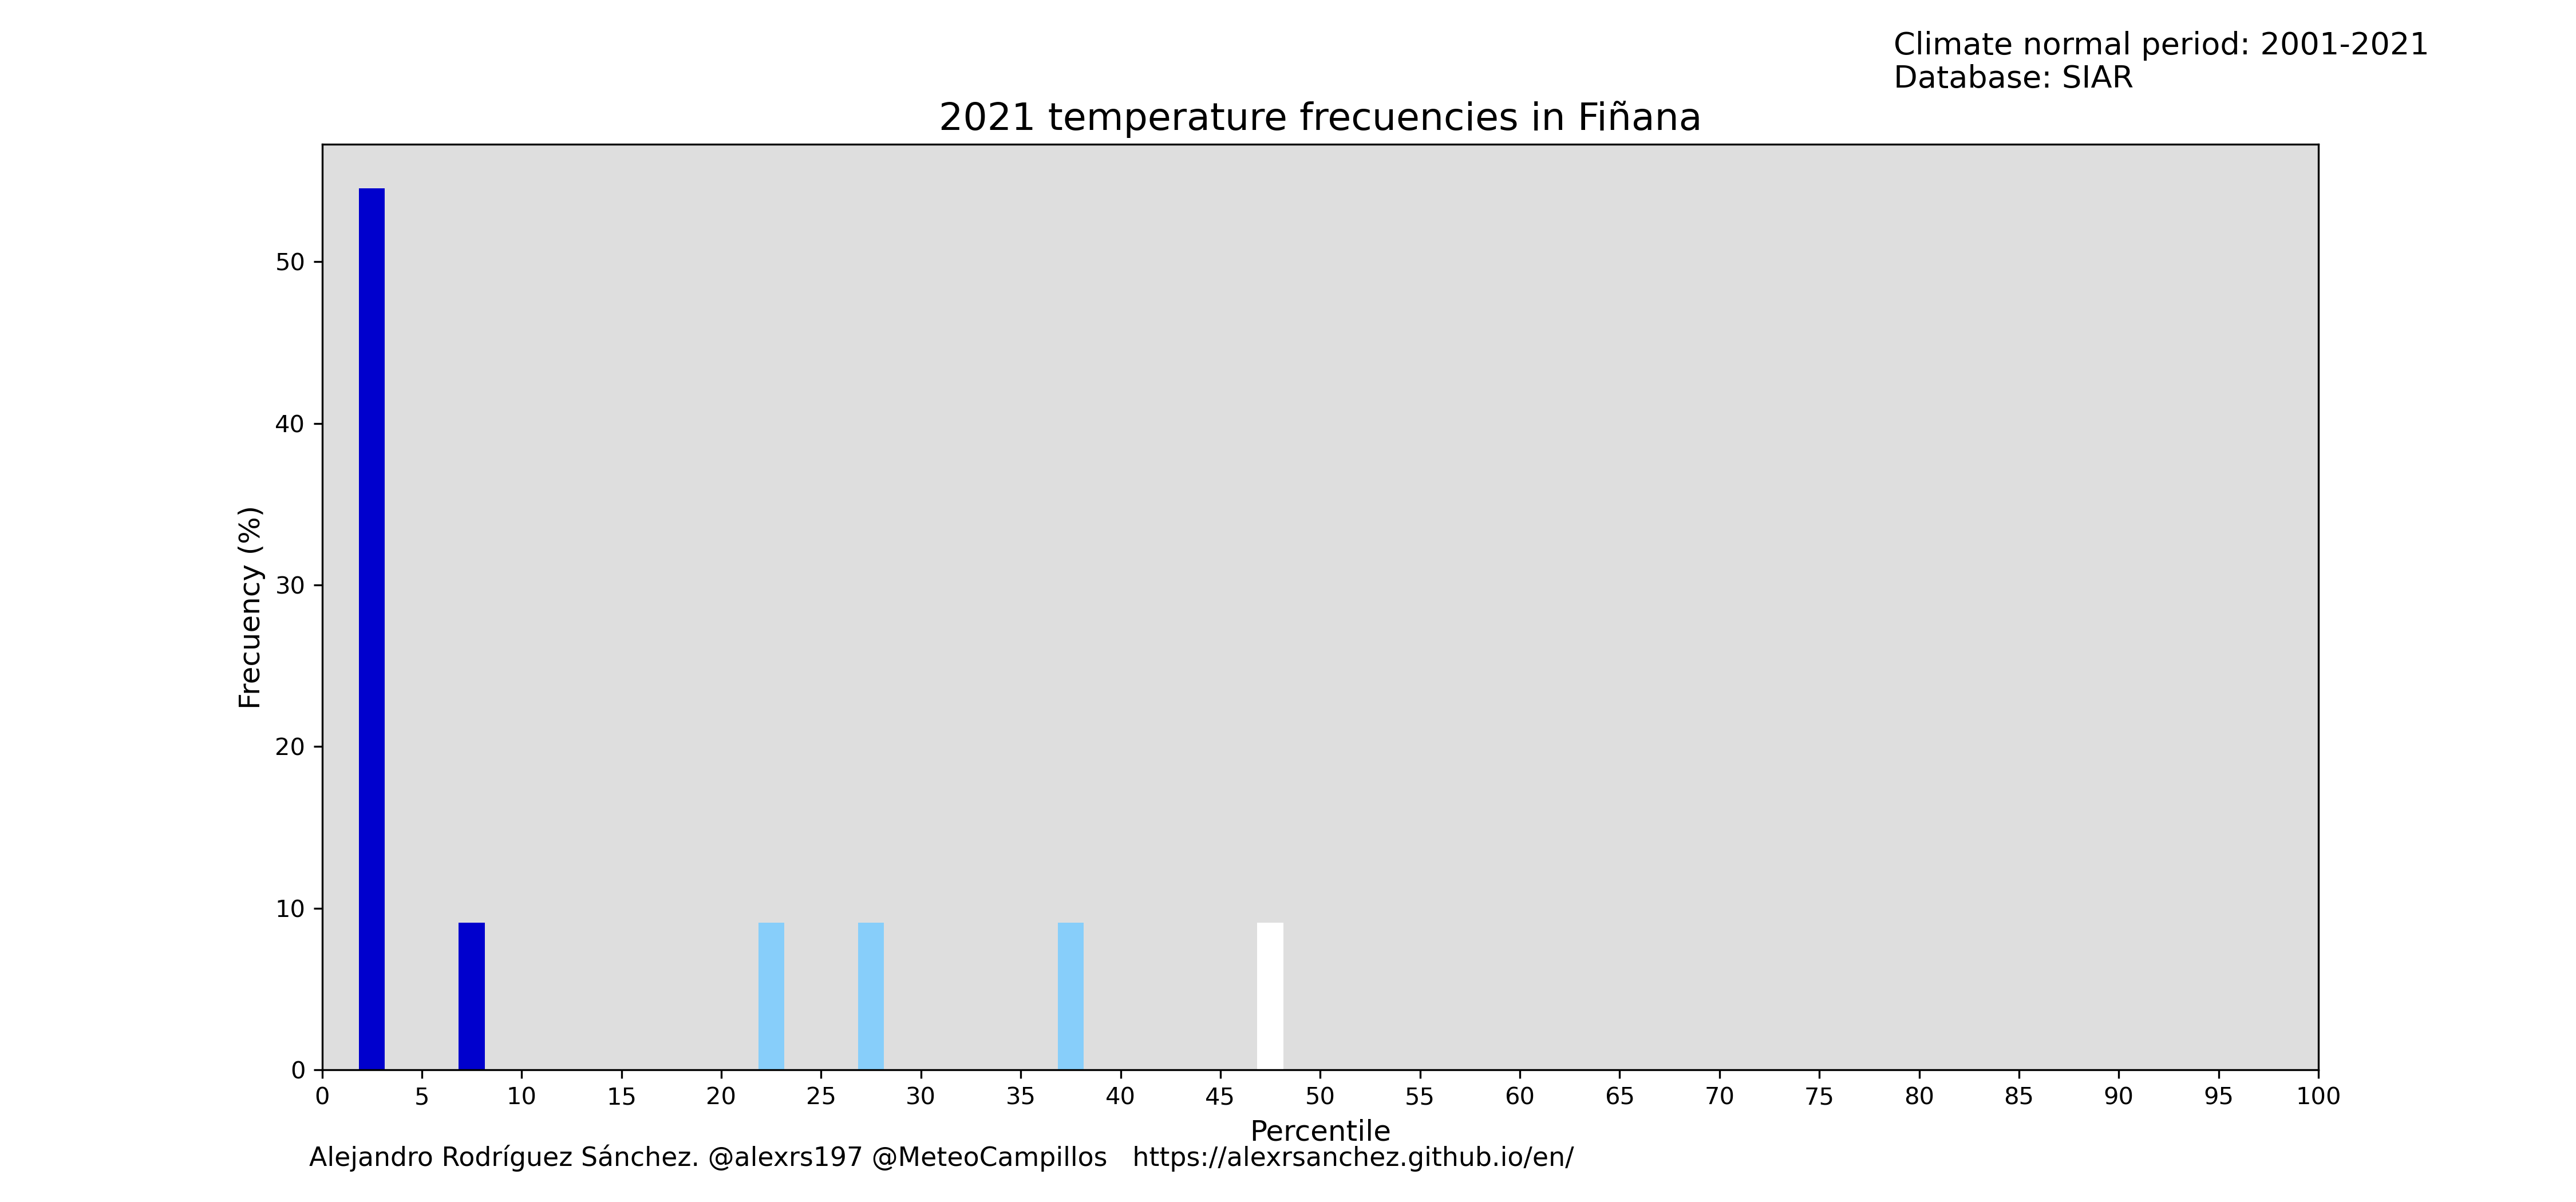 Climate normal period: 2001-2021
Database: SIAR
2021 temperature frecuencies in Fiñana
Frecuency (%)
50
40
30
20
10
0
0 5 10 15 20 25 30 35 40 45 50 55 60 65 70 75 80 85 90 95 100
Percentile
Alejandro Rodríguez Sánchez. @alexrs197 @MeteoCampillos https://alexrsanchez.github.io/en/